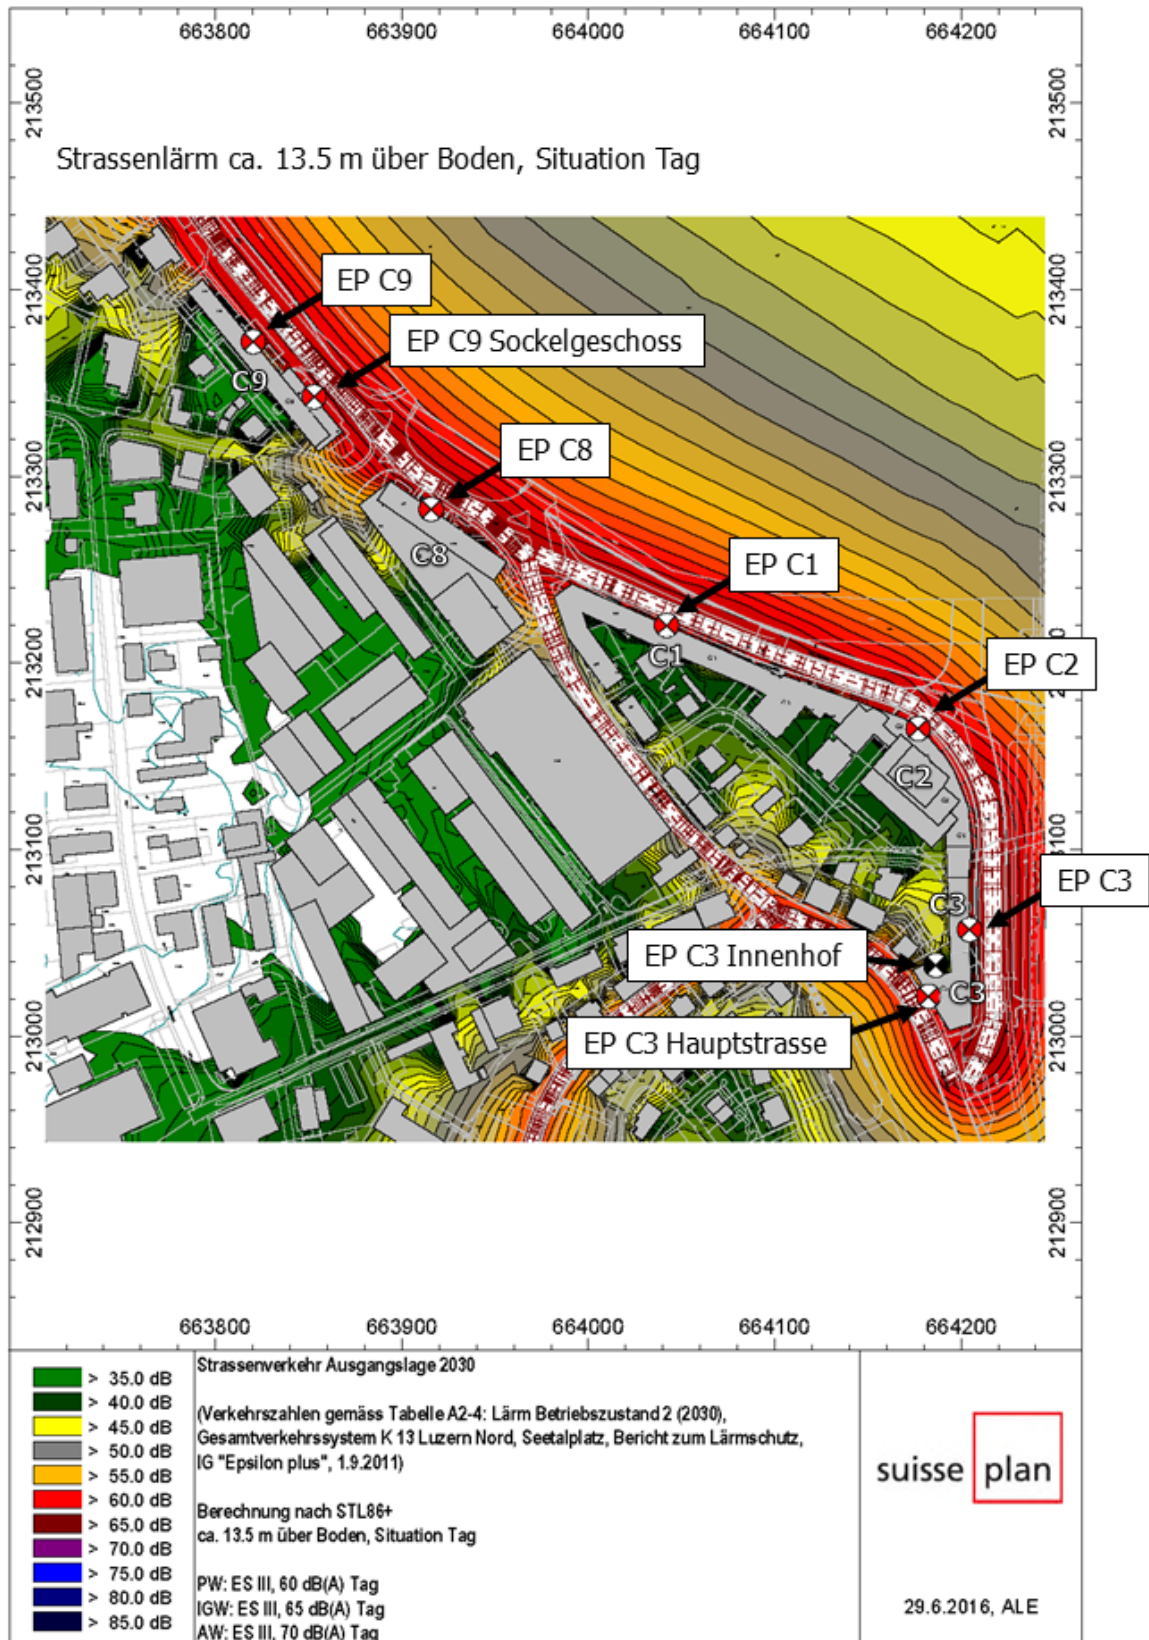 663800 663900 664000 664100 664200
213500
213500
Strassenlärm ca. 13.5 m über Boden, Situation Tag
213400
213400
EP C9
EP C9 Sockelgeschoss
C9
213300
213300
EP C8
C8
EP C1
213200
C1
EP C2
C2
213100
EP C3
C3
EP C3 Innenhof
C3
213000
213000
EP C3 Hauptstrasse
212900
212900
663800 663900 664000 664100 664200
> 35.0 dB
> 40.0 dB
> 45.0 dB
> 50.0 dB
> 55.0 dB
> 60.0 dB
> 65.0 dB
> 70.0 dB
> 75.0 dB
> 80.0 dB
> 85.0 dB
Strassenverkehr Ausgangslage 2030
(Verkehrszahlen gemäss Tabelle A2-4: Lärm Betriebszustand 2 (2030),
Gesamtverkehrssystem K 13 Luzern Nord, Seetalplatz, Bericht zum Lärmschutz,
IG "Epsilon plus", 1.9.2011)
Berechnung nach STL86+
ca. 13.5 m über Boden, Situation Tag
PW: ES III, 60 dB(A) Tag
IGW: ES III, 65 dB(A) Tag
AW: ES III, 70 dB(A) Tag
suisse plan
29.6.2016, ALE